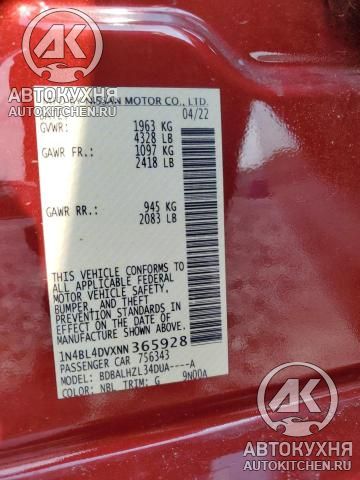 АК
АВТОКУХНЯ
AKSHOP24.RU
NISSAN MOTOR CO., LTD.
04/22
GVWR: 1963 KG
4328 LB
GAWR FR.: 1097 KG
2418 LB
GAWR RR.: 945 KG
2083 LB
THIS VEHICLE CONFORMS TO
ALL APPLICABLE FEDERAL
MOTOR VEHICLE SAFETY,
BUMPER, AND THEFT
PREVENTION STANDARDS
IN EFFECT ON THE DATE OF
MANUFACTURE SHOWN ABOVE.
1N4BL4DVXNN365928
PASSENGER CAR 756343
MODEL: BDBALHZL34DUA----A
COLOR: NBL TRIM: G 9N00A
АК
АВТОКУХНЯ
AKSHOP24.RU